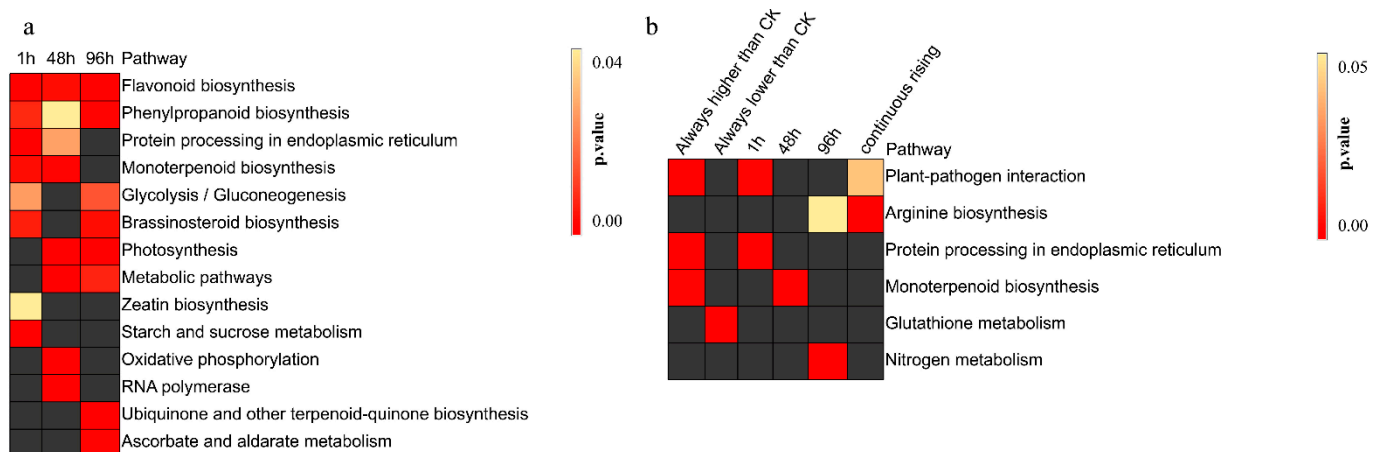 a
1h 48h 96h Pathway
Flavonoid biosynthesis
Phenylpropanoid biosynthesis
Protein processing in endoplasmic reticulum
Monoterpenoid biosynthesis
Glycolysis / Gluconeogenesis
Brassinosteroid biosynthesis
Photosynthesis
Metabolic pathways
Zeatin biosynthesis
Starch and sucrose metabolism
Oxidative phosphorylation
RNA polymerase
Ubiquinone and other terpenoid-quinone biosynthesis
Ascorbate and aldarate metabolism
0.04
p.value
0.00
b
Always higher than CK
Always lower than CK
1h
48h
96h
continuous rising
Pathway
Plant-pathogen interaction
Arginine biosynthesis
Protein processing in endoplasmic reticulum
Monoterpenoid biosynthesis
Glutathione metabolism
Nitrogen metabolism
0.05
p.value
0.00